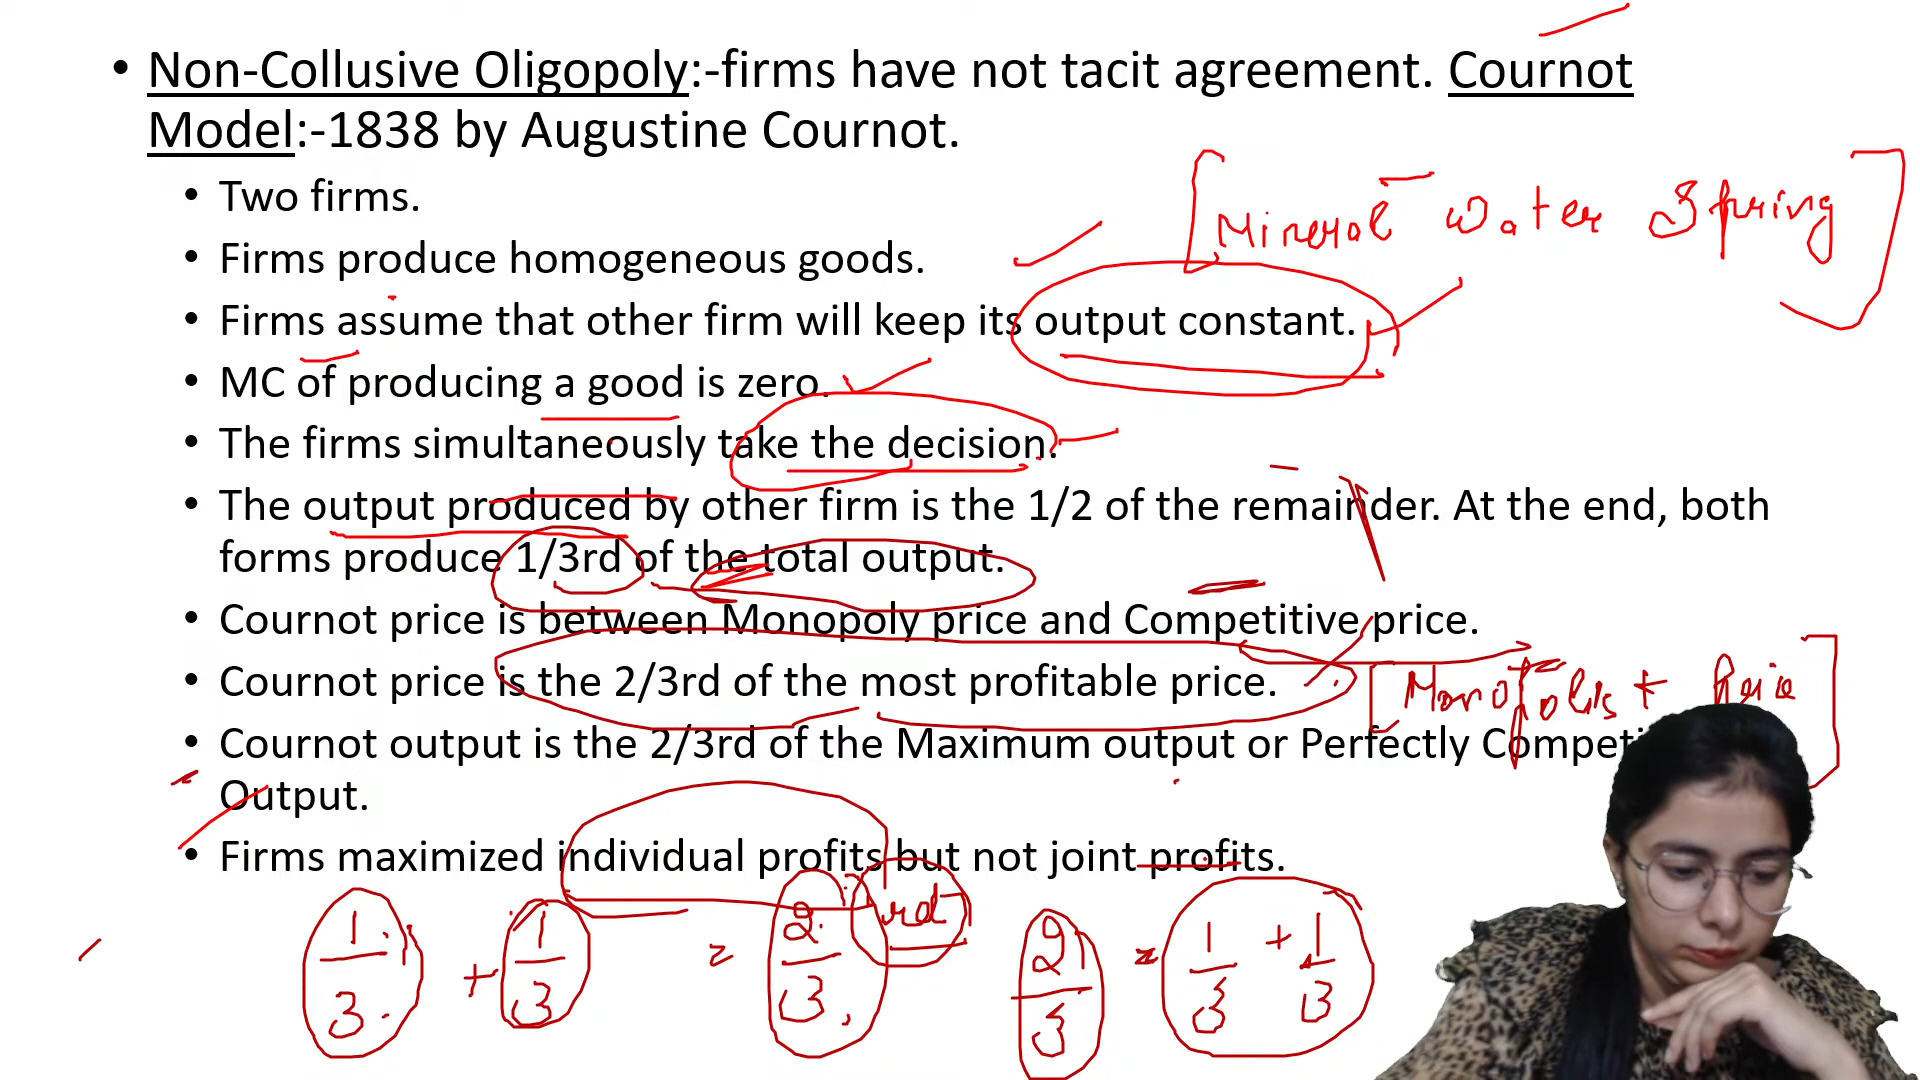 • Non-Collusive Oligopoly:-firms have not tacit agreement. Cournot
Model:-1838 by Augustine Cournot.
• Two firms.
[Mineral Water Spring]
• Firms produce homogeneous goods.
• Firms assume that other firm will keep its output constant.
• MC of producing a good is zero.
• The firms simultaneously take the decision.
• The output produced by other firm is the 1/2 of the remainder. At the end, both
forms produce 1/3rd of the total output.
• Cournot price is between Monopoly price and Competitive price.
• Cournot price is the 2/3rd of the most profitable price.
[Monopolist Price]
• Cournot output is the 2/3rd of the Maximum output or Perfectly Competi
Output.
• Firms maximized individual profits but not joint profits.
1/3 + 1/3 = 2/3 rd 2/3 = 1/3 + 1/3